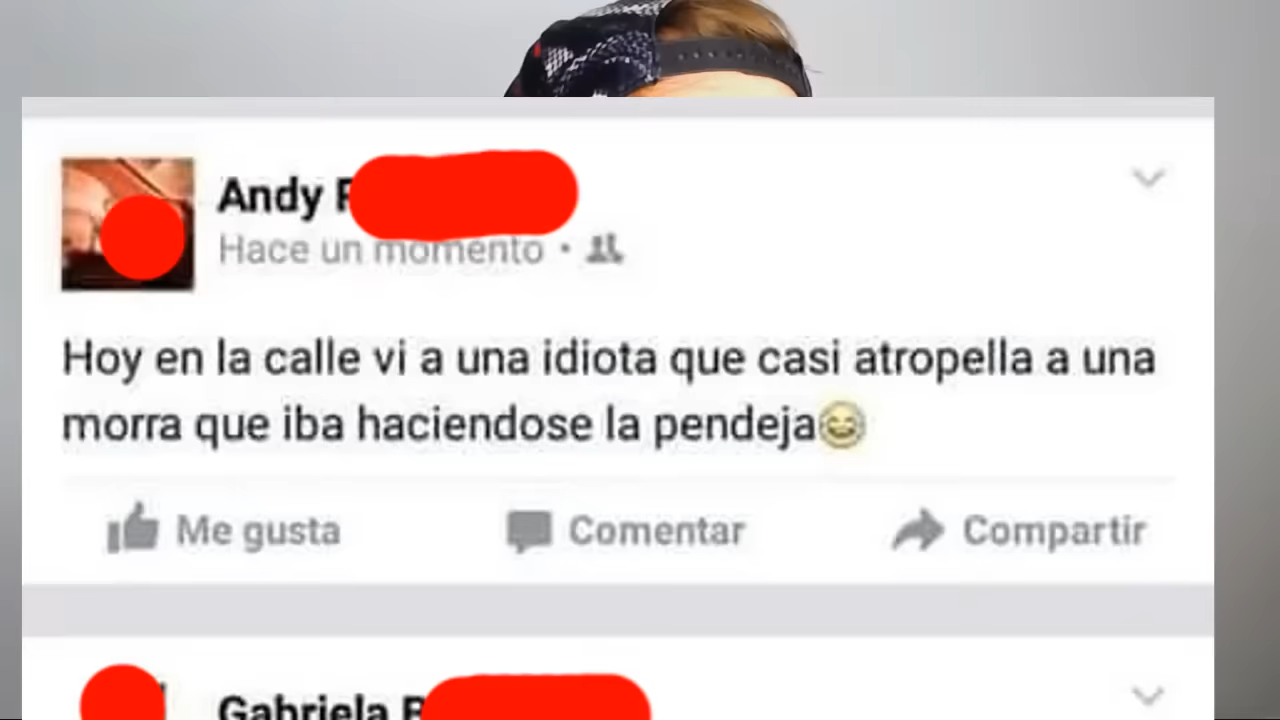 Andy
Hace un momento
Hoy en la calle vi a una idiota que casi atropella a una
morra que iba haciendose la pendeja😂
Me gusta Comentar Compartir
Gabriela